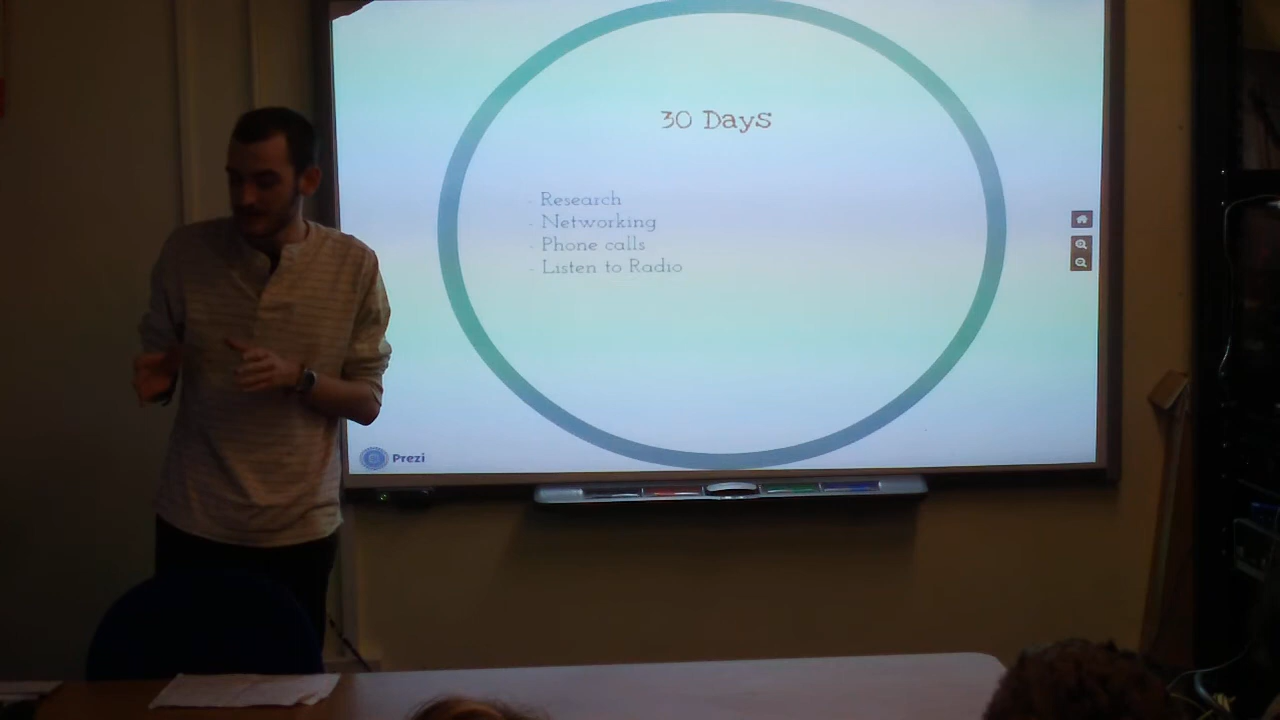 30 Days
- Research
- Networking
- Phone calls
- Listen to Radio
Prezi